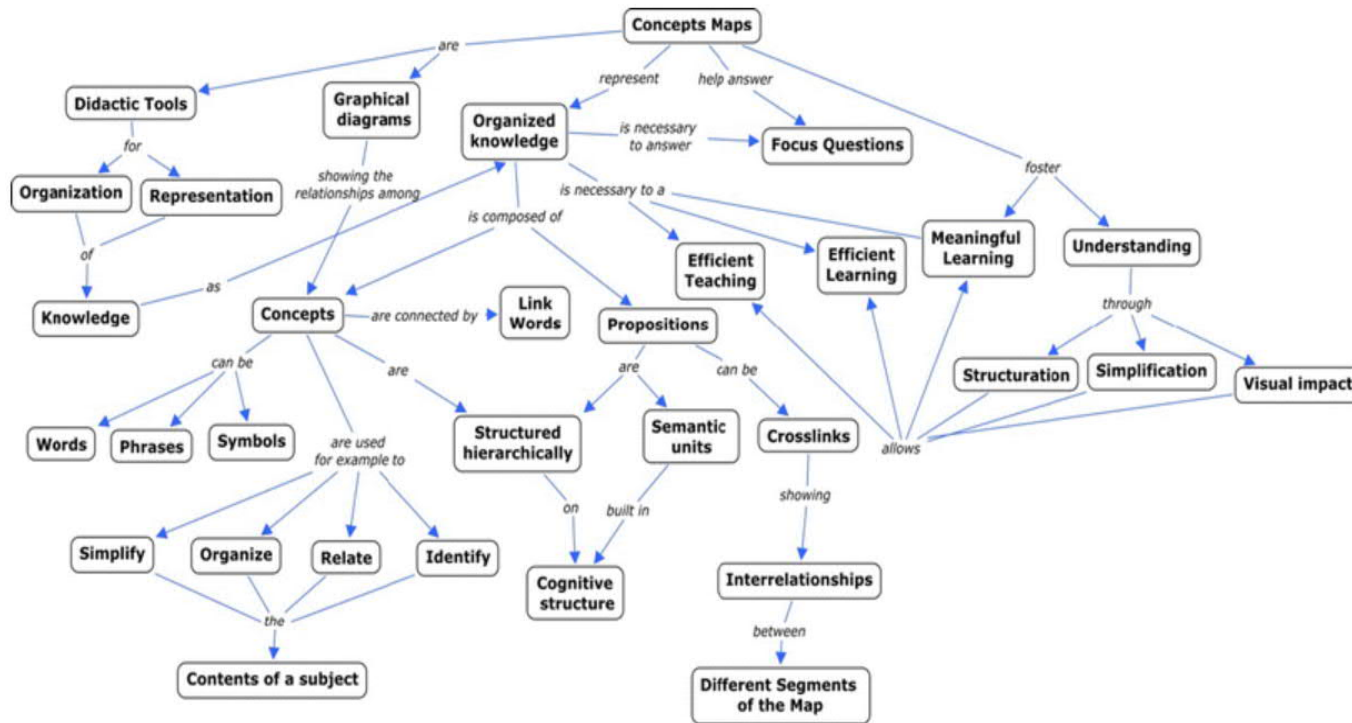 Concepts Maps
are
represent
help answer
Didactic Tools
Graphical
diagrams
Organized
knowledge
is necessary
to answer
Focus Questions
for
showing the
relationships among
foster
Organization
Representation
is necessary to a
is composed of
Meaningful
Learning
Understanding
Efficient
Teaching
Efficient
Learning
of
as
Knowledge
Concepts
are connected by
Link
Words
Propositions
through
can be
are
are
can be
Structuration
Simplification
Visual impact
Words
Phrases
Symbols
are used
for example to
Structured
hierarchically
Semantic
units
Crosslinks
allows
on
built in
showing
Simplify
Organize
Relate
Identify
Cognitive
structure
Interrelationships
the
between
Contents of a subject
Different Segments
of the Map